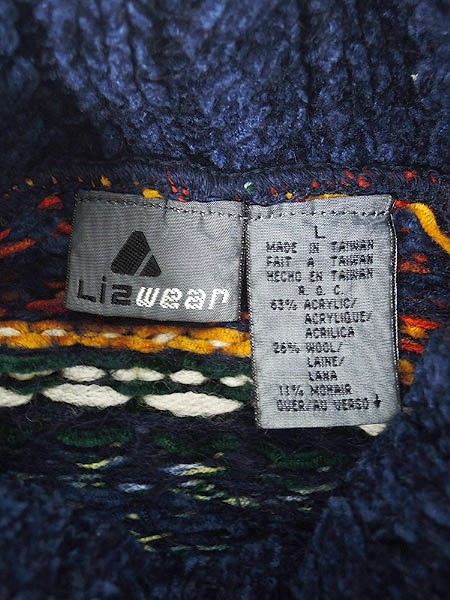 Liz wear
L
MADE IN TAIWAN
FAIT A TAIWAN
HECHO EN TAIWAN
R. O. C.
63% ACRYLIC/
ACRYLIQUE/
ACRILICA
26% WOOL/
LAINE/
LANA
11% MOHAIR
OVER/AU VERSO